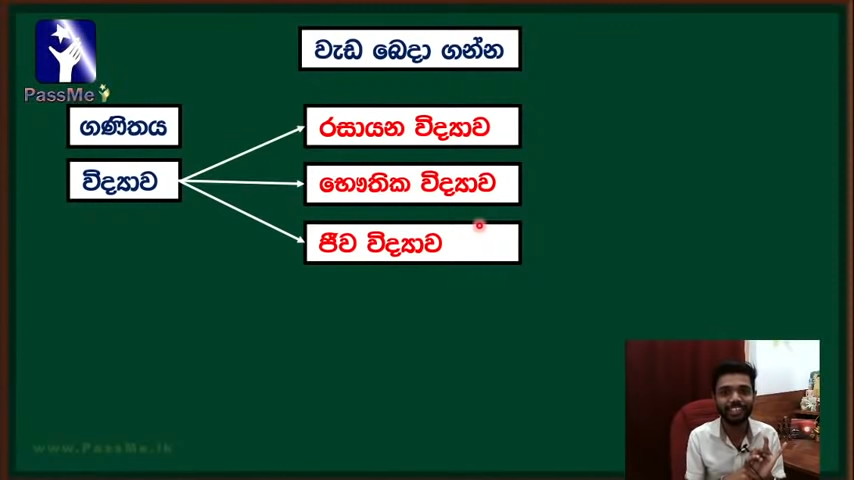 PassMe
වැඩ බෙදා ගන්න
ගණිතය
විද්‍යාව
රසායන විද්‍යාව
භෞතික විද්‍යාව
ජීව විද්‍යාව
www.PassMe.lk